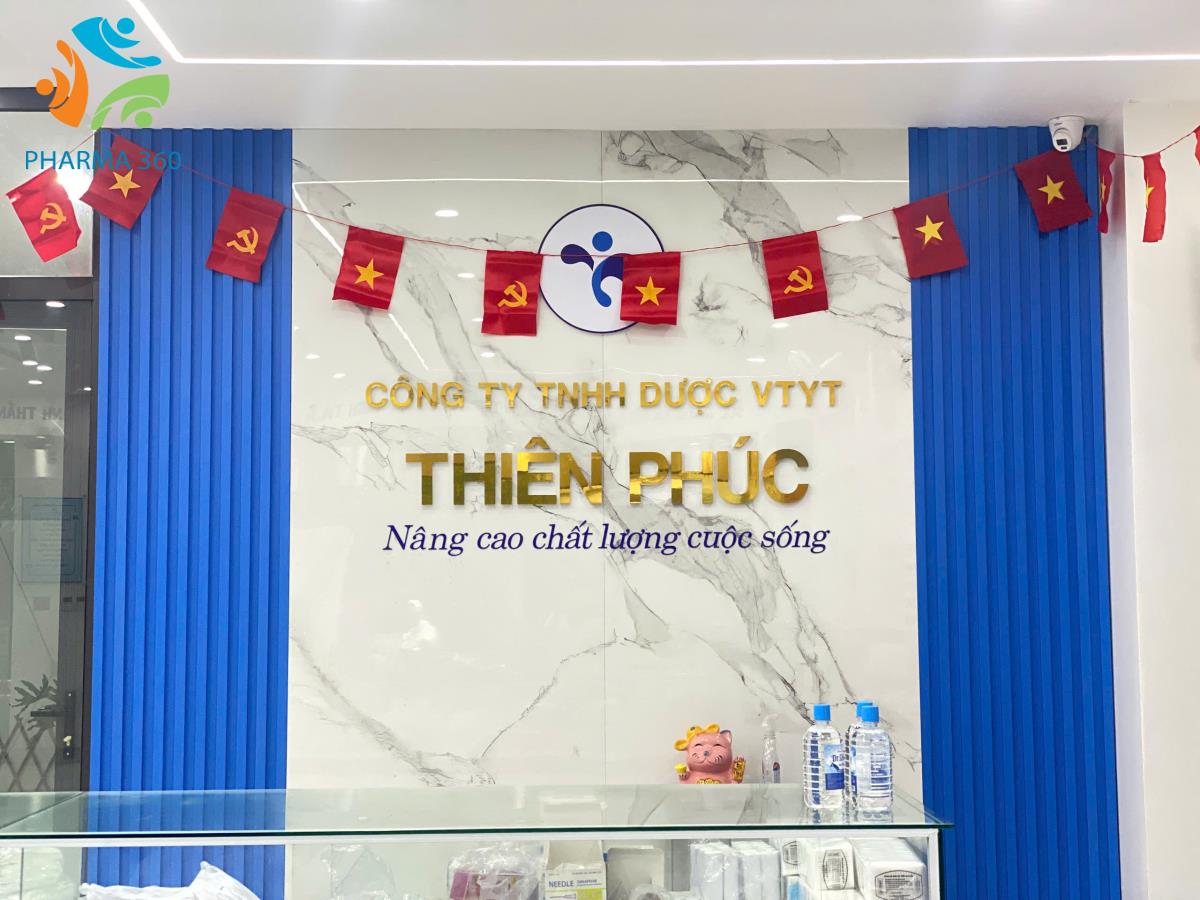 PHARMA 360
CÔNG TY TNHH DƯỢC VTYT
THIÊN PHÚC
Nâng cao chất lượng cuộc sống
NEEDLE